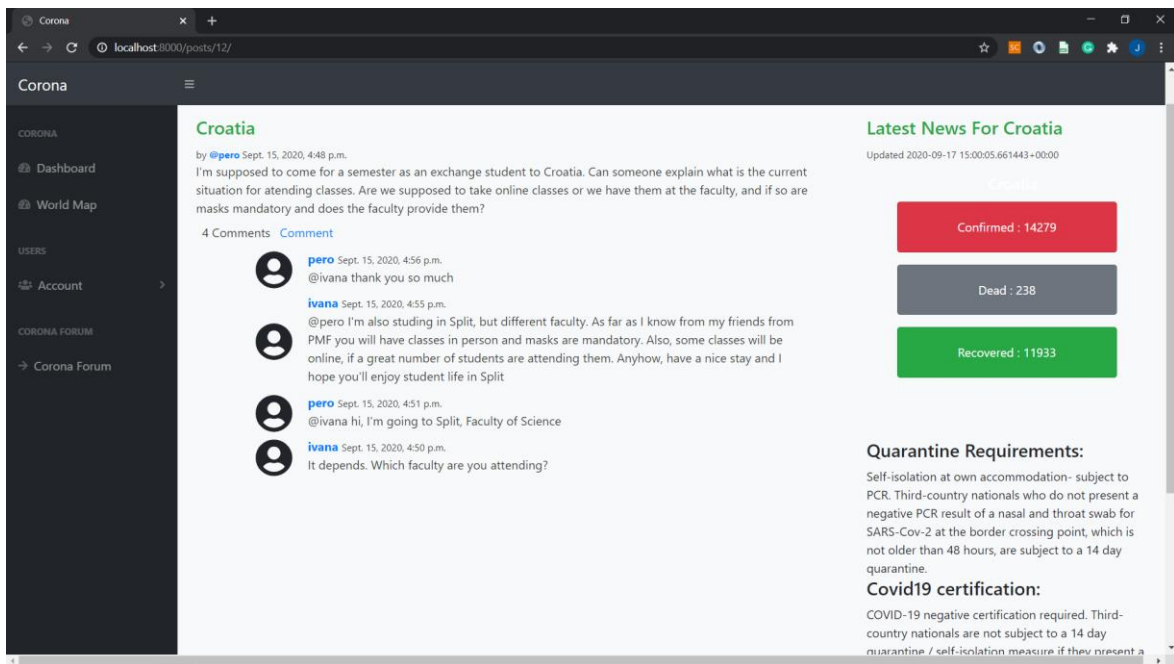 Corona
localhost:8000/posts/12/
SC
J
Corona
CORONA
Dashboard
World Map
USERS
Account
CORONA FORUM
Corona Forum
Croatia
by @pero Sept. 15, 2020, 4:48 p.m.
I'm supposed to come for a semester as an exchange student to Croatia. Can someone explain what is the current
situation for atending classes. Are we supposed to take online classes or we have them at the faculty, and if so are
masks mandatory and does the faculty provide them?
4 Comments Comment
pero Sept. 15, 2020, 4:56 p.m.
@ivana thank you so much
ivana Sept. 15, 2020, 4:55 p.m.
@pero I'm also studing in Split, but different faculty. As far as I know from my friends from
PMF you will have classes in person and masks are mandatory. Also, some classes will be
online, if a great number of students are attending them. Anyhow, have a nice stay and I
hope you'll enjoy student life in Split
pero Sept. 15, 2020, 4:51 p.m.
@ivana hi, I'm going to Split, Faculty of Science
ivana Sept. 15, 2020, 4:50 p.m.
It depends. Which faculty are you attending?
Latest News For Croatia
Updated 2020-09-17 15:00:05.661443+00:00
Croatia
Confirmed : 14279
Dead : 238
Recovered : 11933
Quarantine Requirements:
Self-isolation at own accommodation- subject to
PCR. Third-country nationals who do not present a
negative PCR result of a nasal and throat swab for
SARS-Cov-2 at the border crossing point, which is
not older than 48 hours, are subject to a 14 day
quarantine.
Covid19 certification:
COVID-19 negative certification required. Third-
country nationals are not subject to a 14 day
quarantine / self-isolation measure if they present a